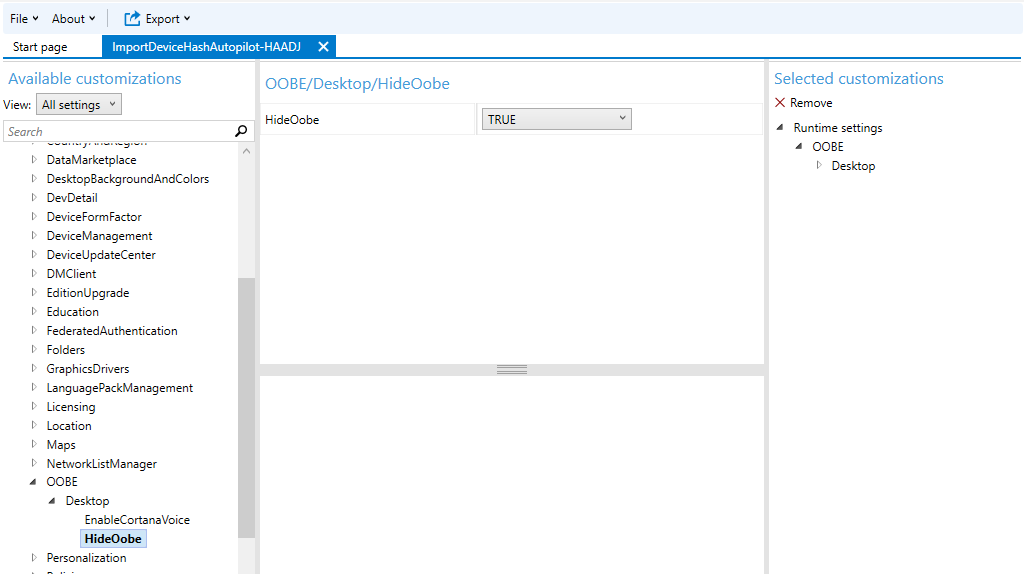 File About Export
Start page ImportDeviceHashAutopilot-HAADJ
Available customizations
View: All settings
Search
CountryAndRegion
DataMarketplace
DesktopBackgroundAndColors
DevDetail
DeviceFormFactor
DeviceManagement
DeviceUpdateCenter
DMClient
EditionUpgrade
Education
FederatedAuthentication
Folders
GraphicsDrivers
LanguagePackManagement
Licensing
Location
Maps
NetworkListManager
OOBE
Desktop
EnableCortanaVoice
HideOobe
Personalization
OOBE/Desktop/HideOobe
HideOobe TRUE
Selected customizations
Remove
Runtime settings
OOBE
Desktop